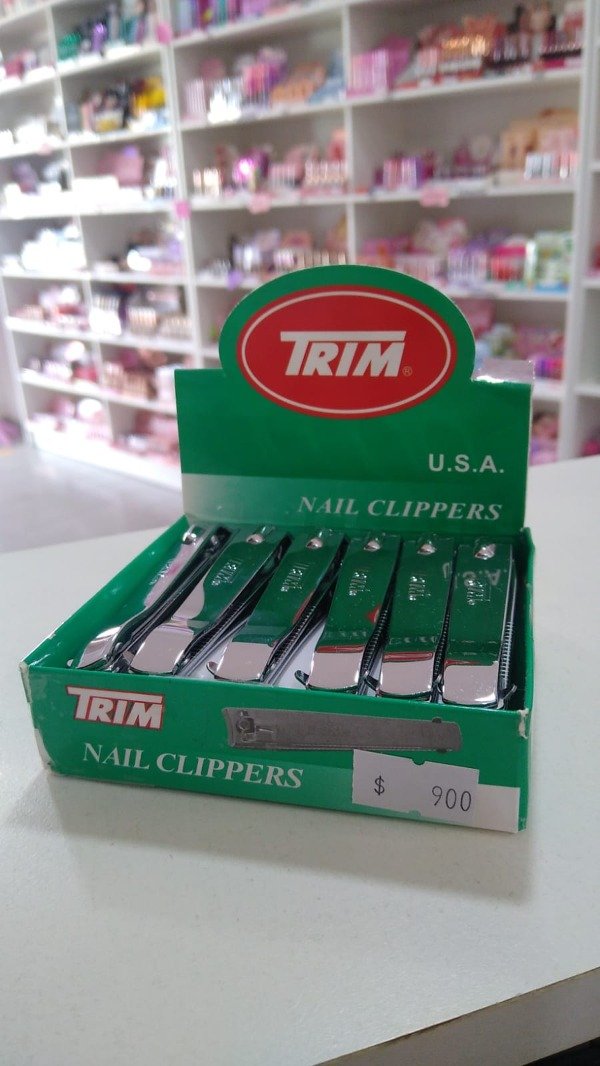 TRIM®
U.S.A.
NAIL CLIPPERS
TRIM
NAIL CLIPPERS
$ 900